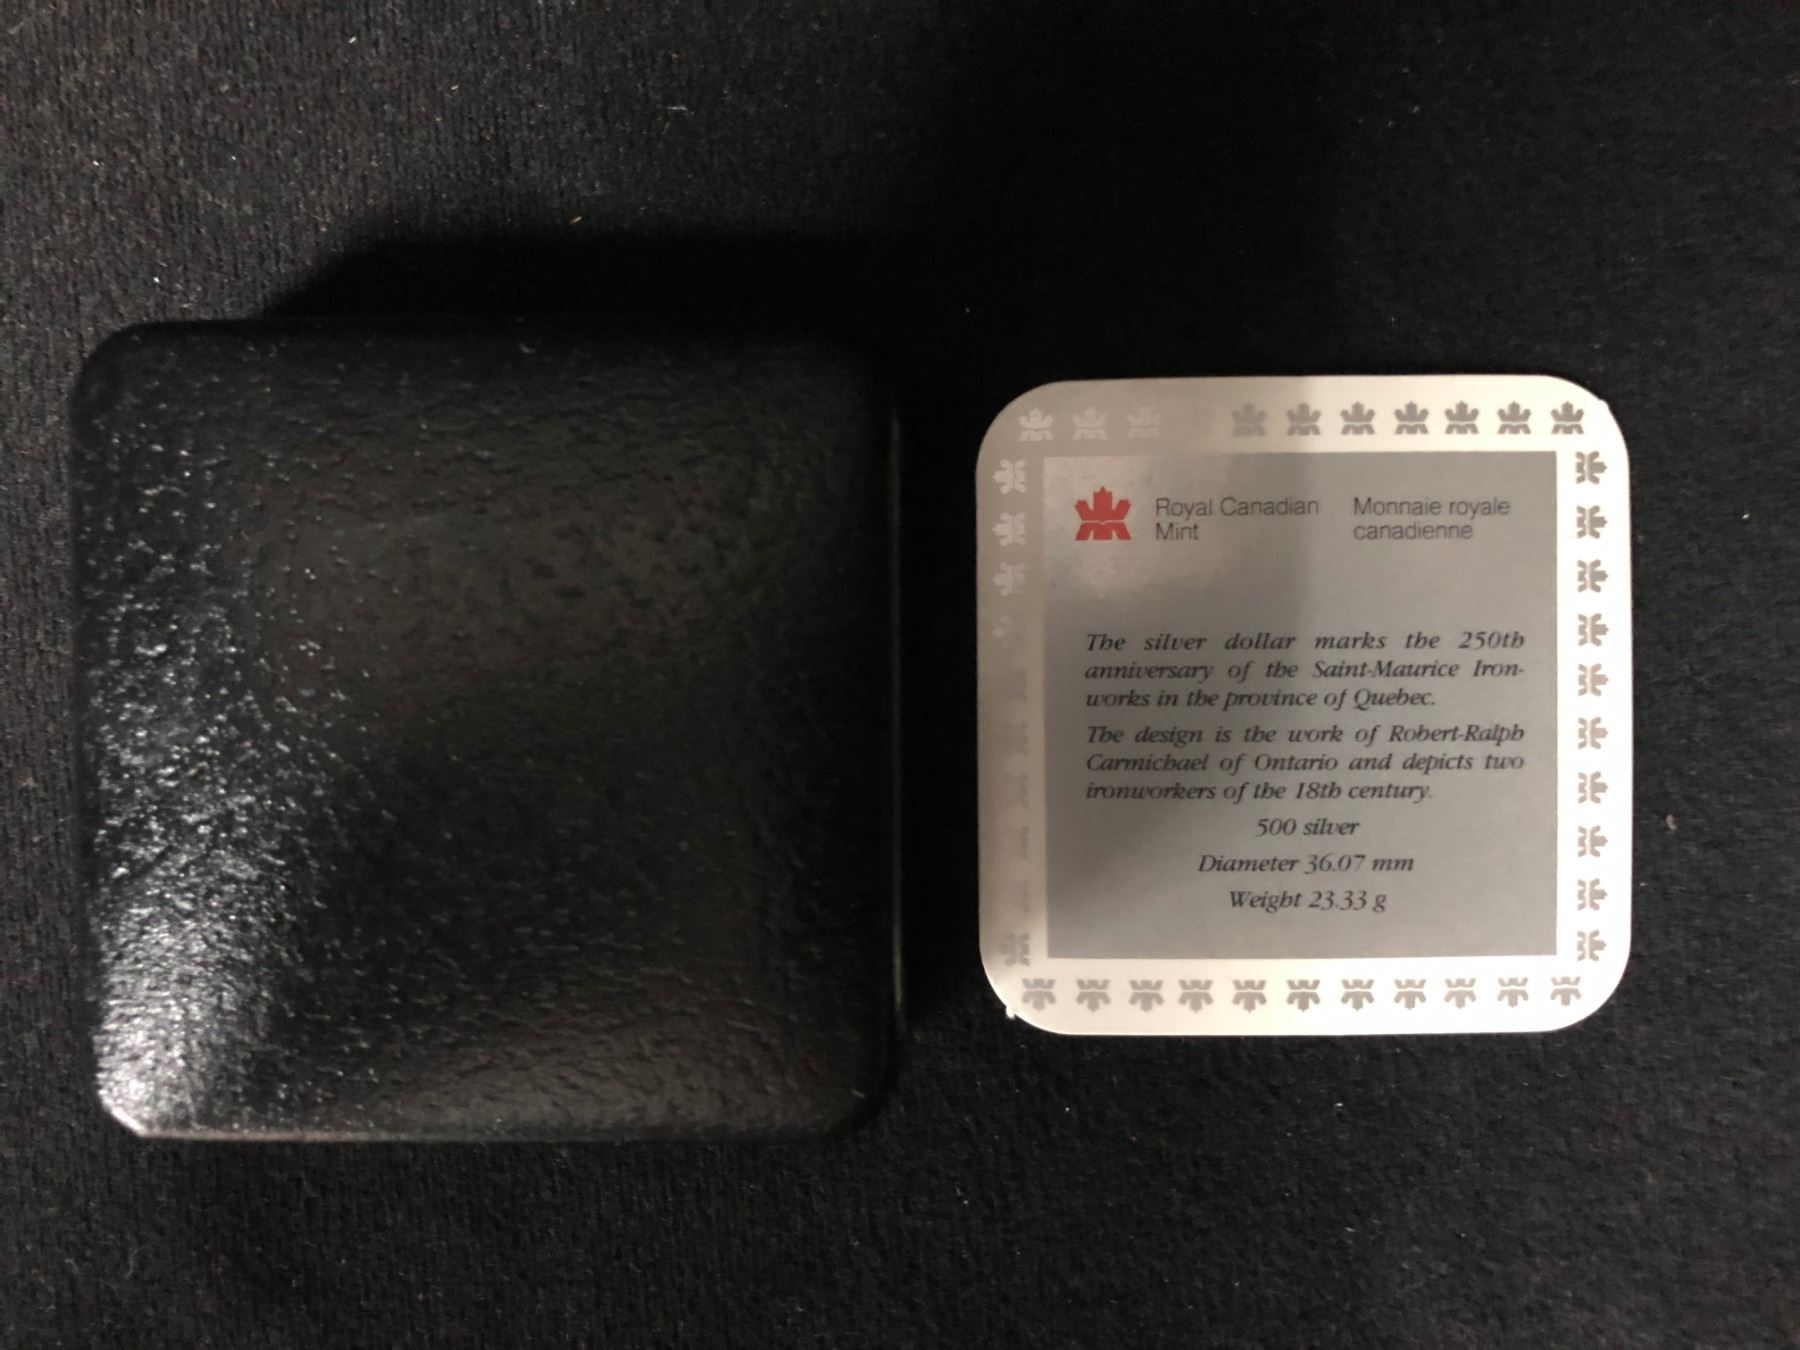 Royal Canadian Monnaie royale
Mint canadienne
The silver dollar marks the 250th
anniversary of the Saint-Maurice Iron-
works in the province of Quebec.
The design is the work of Robert-Ralph
Carmichael of Ontario and depicts two
ironworkers of the 18th century.
500 silver
Diameter 36.07 mm
Weight 23.33 g